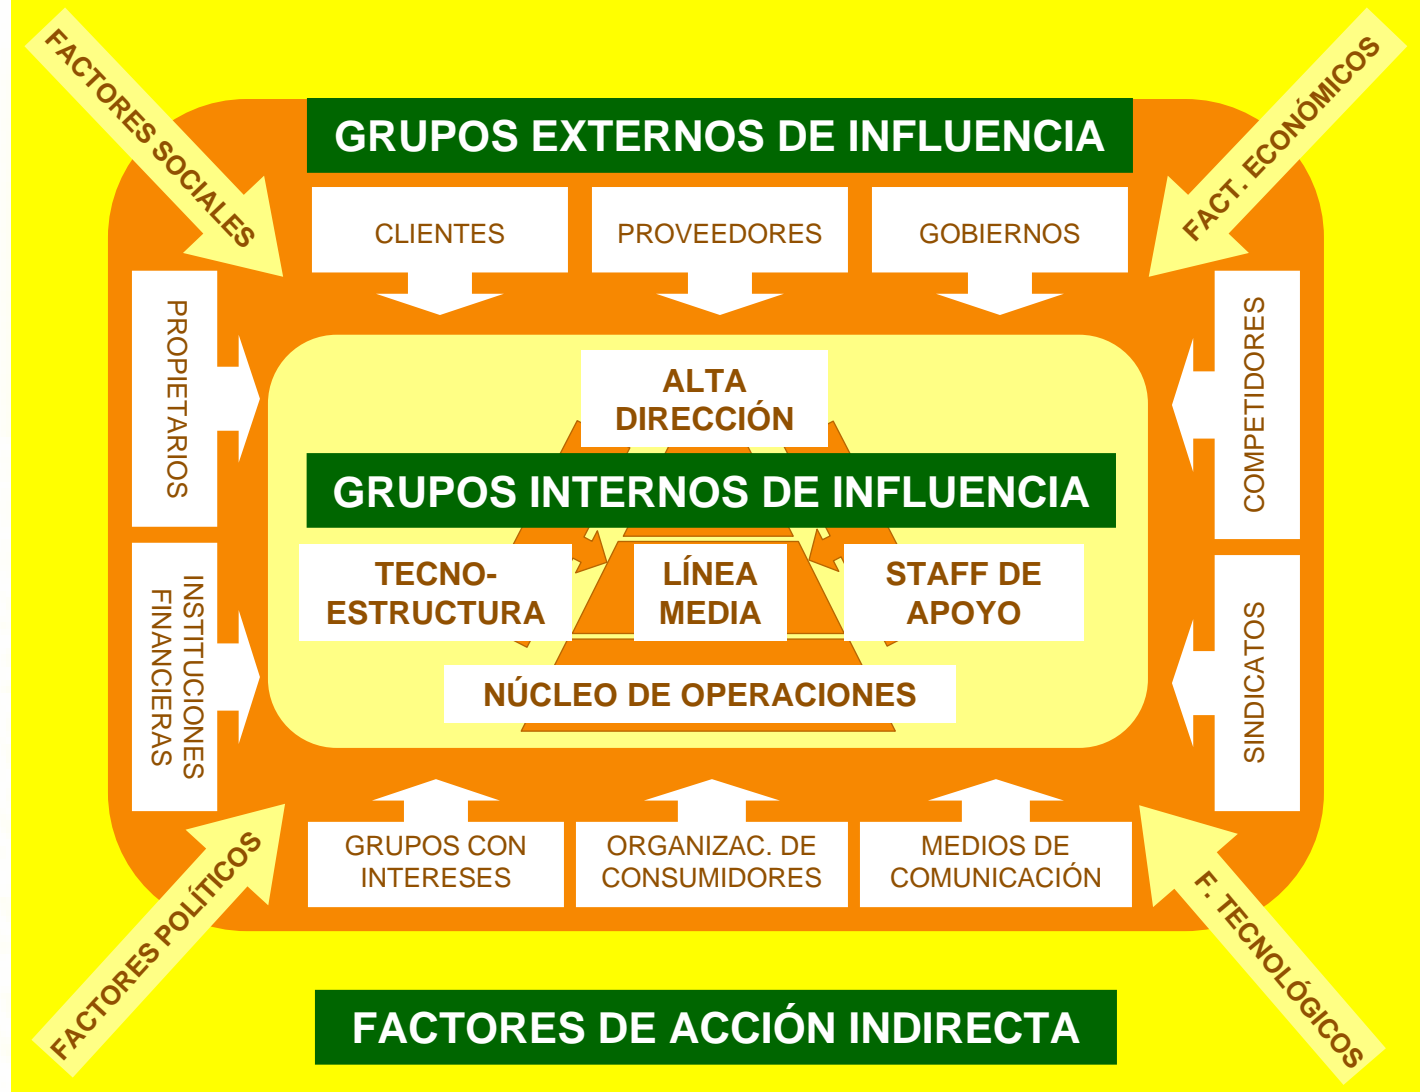 FACTORES SOCIALES
FACT. ECONÓMICOS
GRUPOS EXTERNOS DE INFLUENCIA
CLIENTES
PROVEEDORES
GOBIERNOS
PROPIETARIOS
COMPETIDORES
ALTA
DIRECCIÓN
GRUPOS INTERNOS DE INFLUENCIA
TECNO-
ESTRUCTURA
LÍNEA
MEDIA
STAFF DE
APOYO
INSTITUCIONES
FINANCIERAS
SINDICATOS
NÚCLEO DE OPERACIONES
GRUPOS CON
INTERESES
ORGANIZAC. DE
CONSUMIDORES
MEDIOS DE
COMUNICACIÓN
FACTORES POLÍTICOS
F. TECNOLÓGICOS
FACTORES DE ACCIÓN INDIRECTA